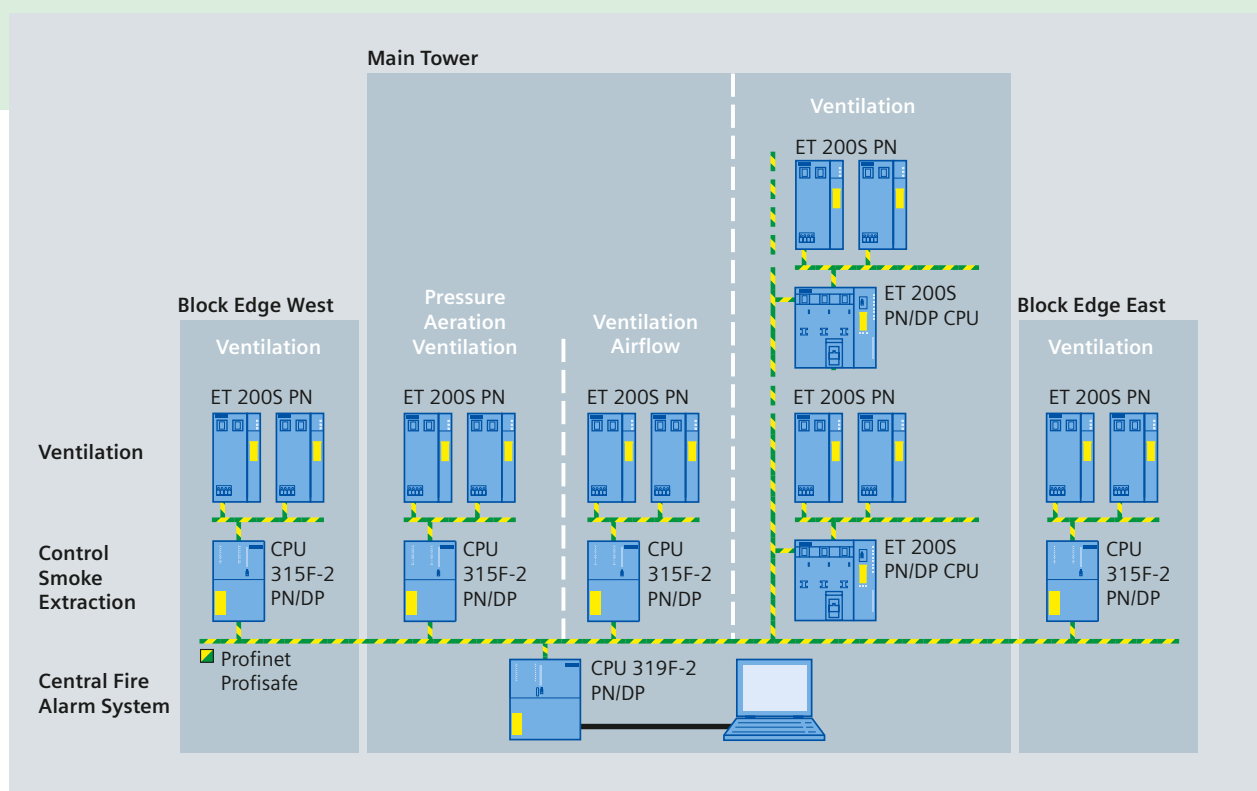 Main Tower
Ventilation
ET 200S PN
ET 200S
PN/DP CPU
Block Edge West
Ventilation
Pressure
Aeration
Ventilation
Ventilation
Airflow
Block Edge East
Ventilation
ET 200S PN
ET 200S PN
ET 200S PN
ET 200S PN
ET 200S PN
Ventilation
Control
Smoke
Extraction
CPU
315F-2
PN/DP
CPU
315F-2
PN/DP
CPU
315F-2
PN/DP
ET 200S
PN/DP CPU
CPU
315F-2
PN/DP
Profinet
Profisafe
Central Fire
Alarm System
CPU 319F-2
PN/DP